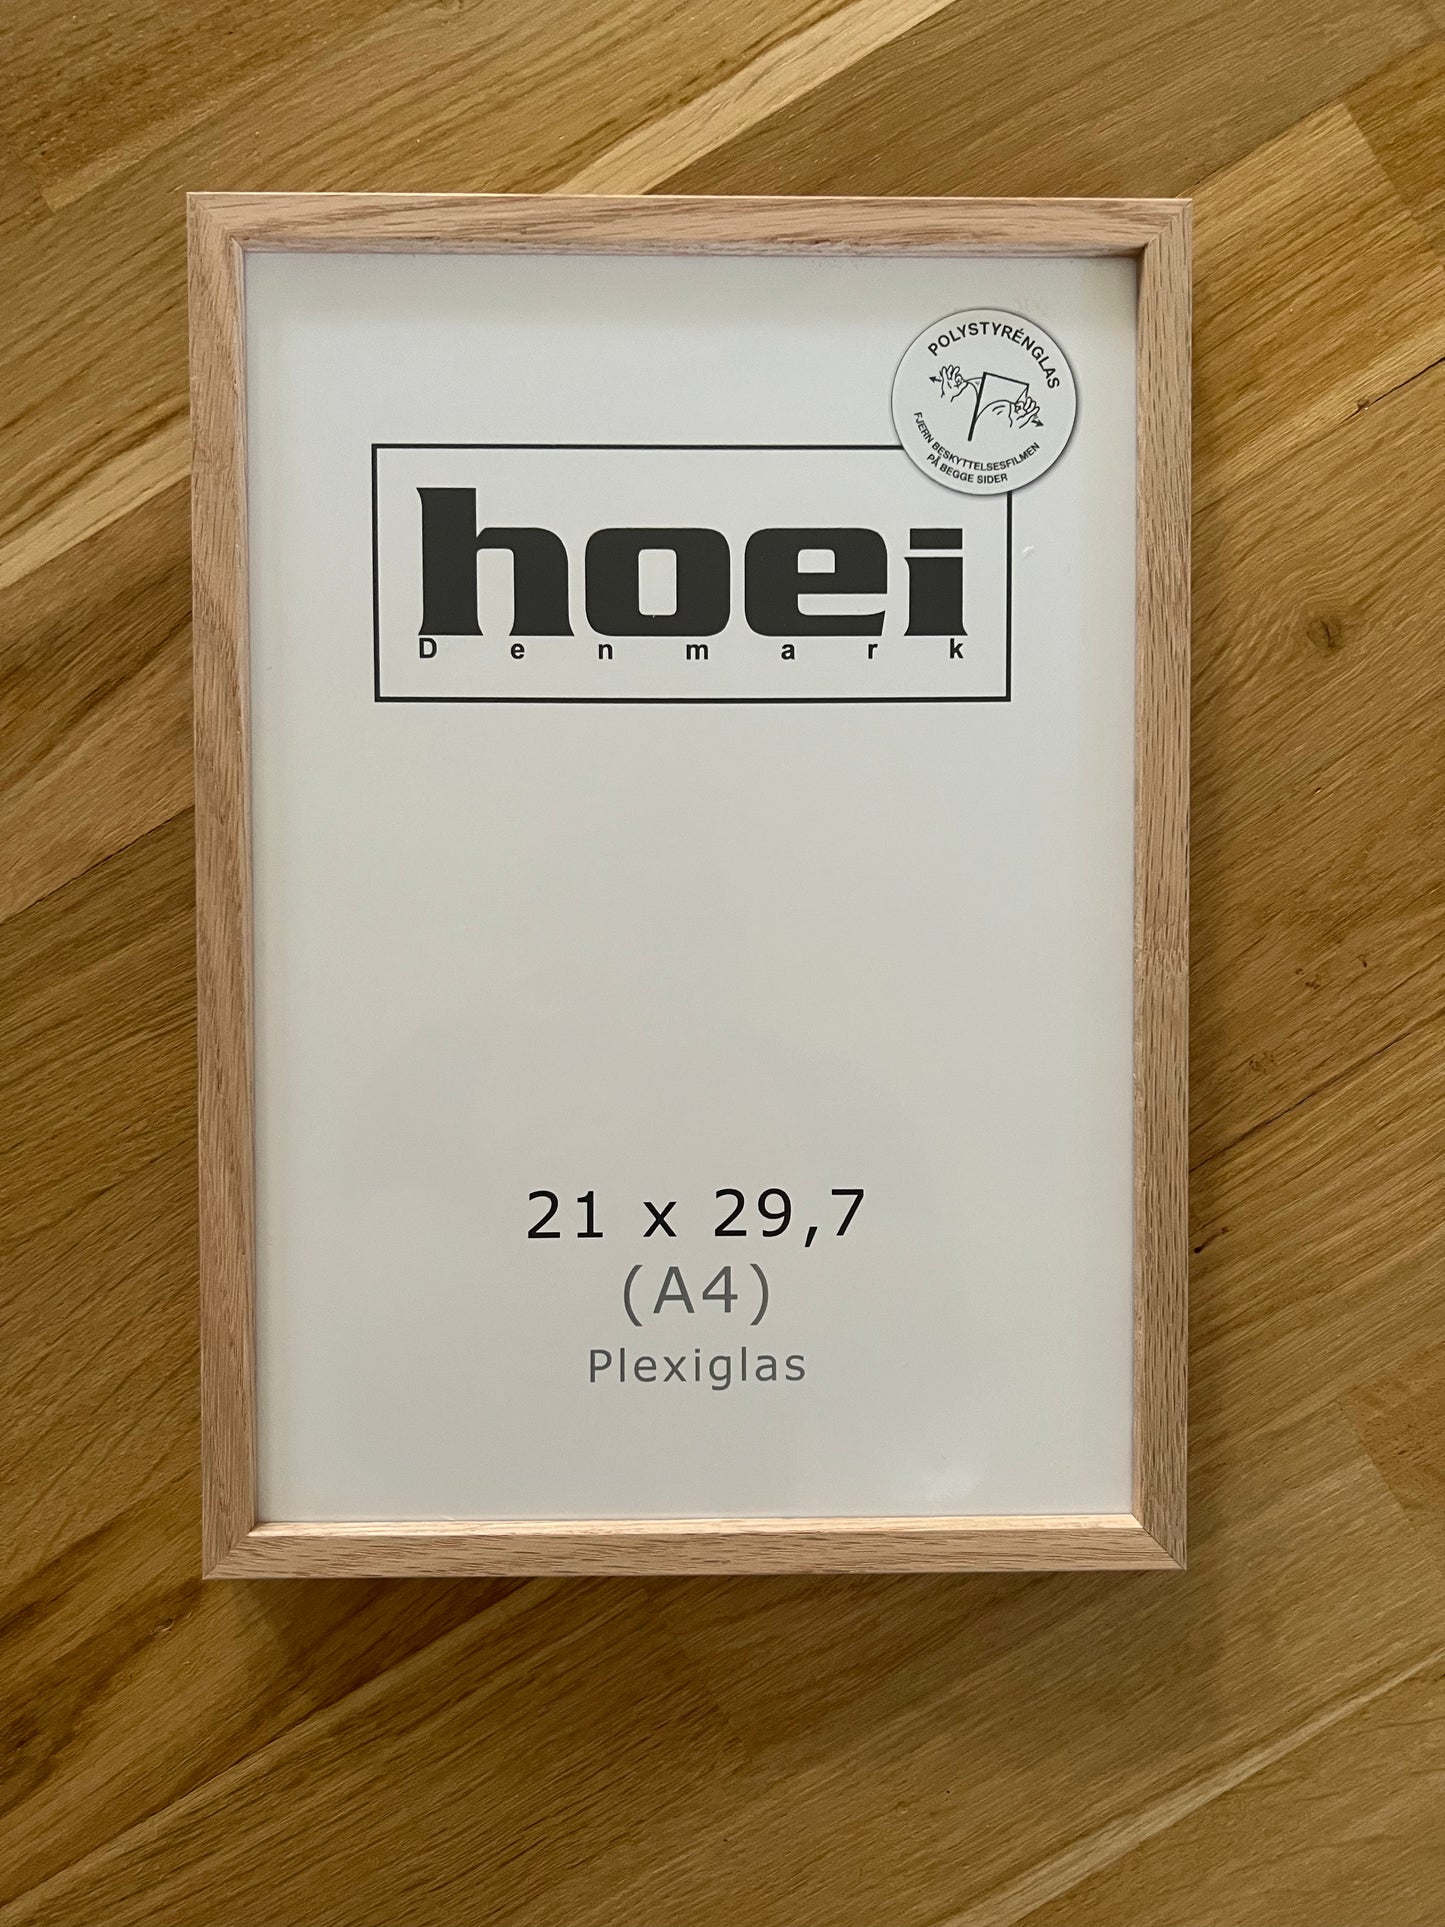 POLYSTYRÉNGLAS
FJERN BESKYTTELSESFILMEN
PÅ BEGGE SIDER
hoei
Denmark
21 x 29,7
(A4)
Plexiglas